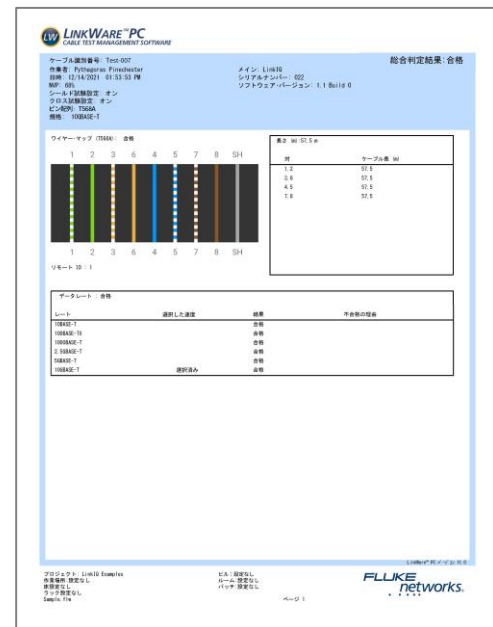 LINKWARE™PC
CABLE TEST MANAGEMENT SOFTWARE
ケーブル識別番号: Test-007
総合判定結果:合格
作業者: Pythagoras Pinechester
メイン: LinkIQ
日時: 12/14/2021 01:53:53 PM
シリアルナンバー: 022
NVP: 68%
ソフトウェア・バージョン: 1.1 Build 0
シールド試験設定 オン
クロス試験設定 オン
ピン配列: T568A
規格: 10GBASE-T
ワイヤー・マップ (T568A): 合格
1 2 3 6 4 5 7 8 SH
1 2 3 6 4 5 7 8 SH
リモート ID : 1
長さ (m):57.5 m
対 ケーブル長 (m)
1,2 57.5
3,6 57.5
4,5 57.5
7,8 57.5
データレート : 合格
レート 選択した速度 結果 不合格の理由
10BASE-T 合格
100BASE-TX 合格
1000BASE-T 合格
2.5GBASE-T 合格
5GBASE-T 合格
10GBASE-T 選択済み 合格
プロジェクト: LinkIQ Examples
ビル:設定なし
作業場所 設定なし
ルーム 設定なし
床設定なし
パッチ 設定なし
ラック設定なし
Sample.flw
ページ 1
FLUKE networks.